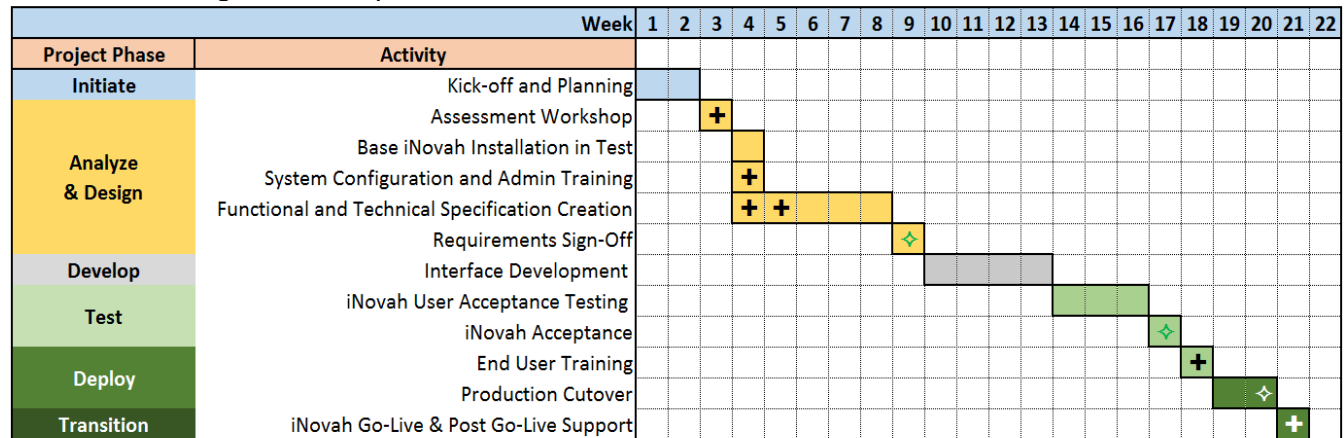 Week 1 2 3 4 5 6 7 8 9 10 11 12 13 14 15 16 17 18 19 20 21 22
Project Phase Activity
Initiate Kick-off and Planning
Assessment Workshop
Base iNovah Installation in Test
Analyze
& Design
System Configuration and Admin Training
Functional and Technical Specification Creation
Requirements Sign-Off
Develop Interface Development
Test
iNovah User Acceptance Testing
iNovah Acceptance
Deploy
End User Training
Production Cutover
Transition iNovah Go-Live & Post Go-Live Support